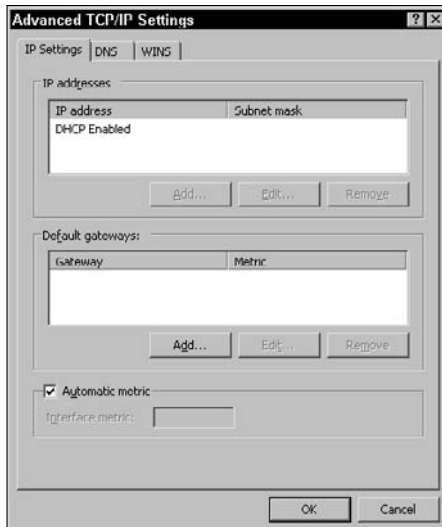 Advanced TCP/IP Settings
IP Settings DNS WINS
IP addresses
IP address Subnet mask
DHCP Enabled
Add... Edit... Remove
Default gateways:
Gateway Metric
Add... Edit... Remove
Automatic metric
Interface metric:
OK Cancel